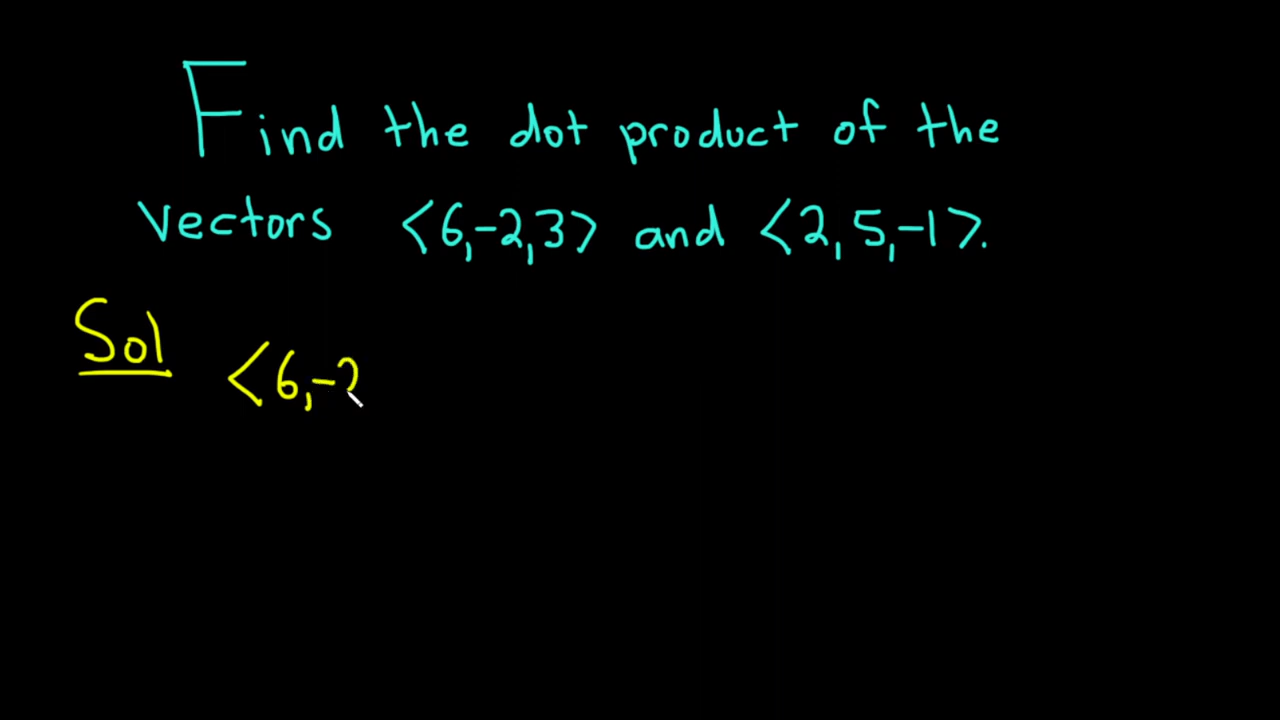 Find the dot product of the
vectors <6,-2,3> and <2,5,-1>.
Sol <6,-2